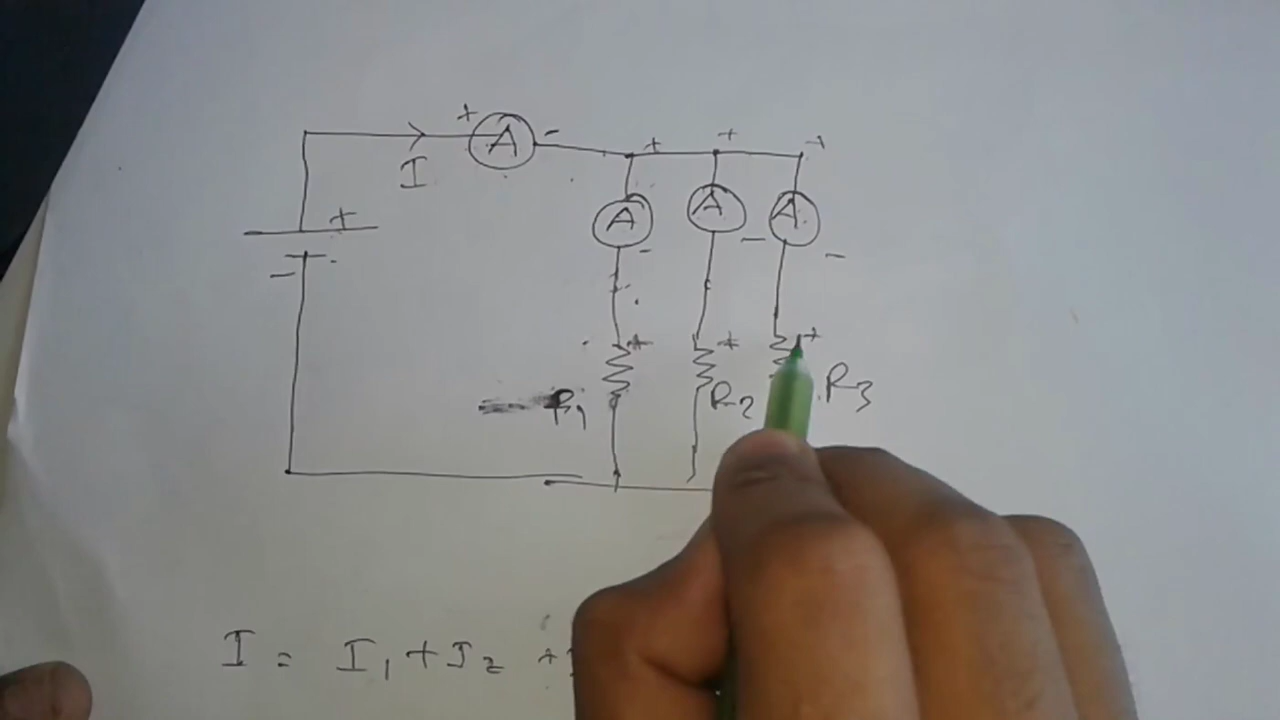 + A - + + +
I
+ A A A
- - - -
+ + +
R1 R2 R3
I = I1 + I2 +